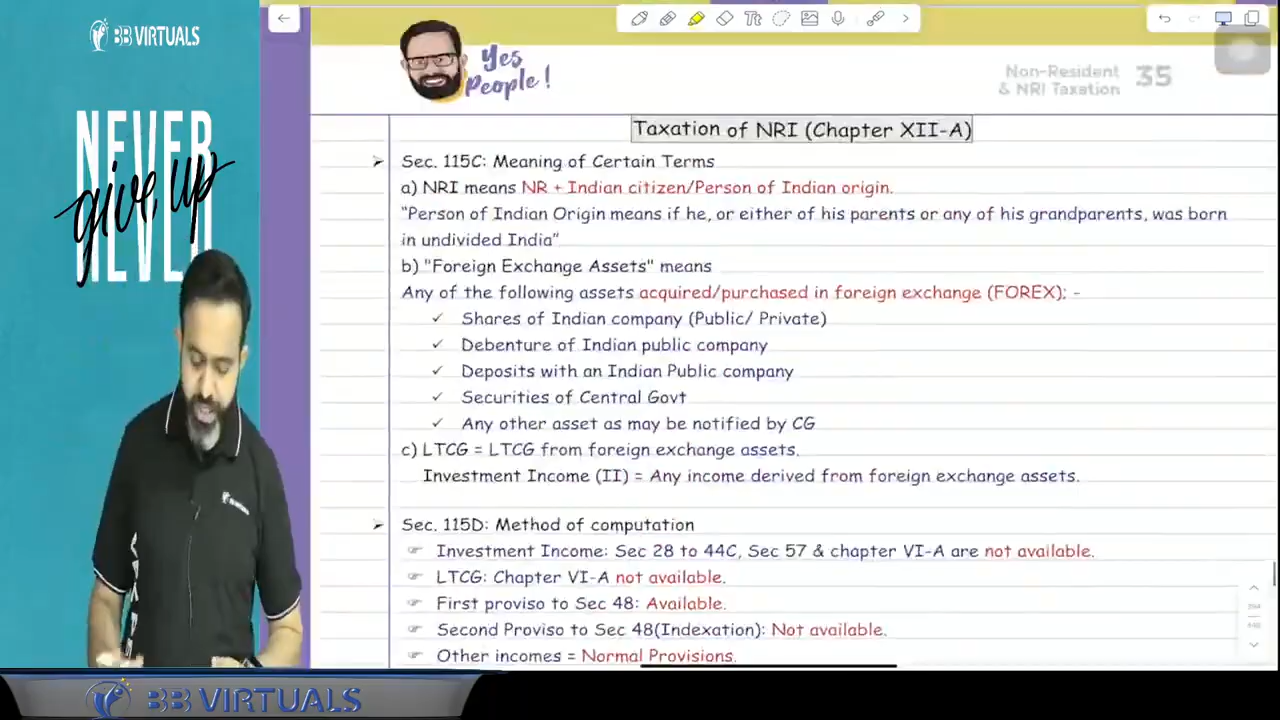 BB VIRTUALS
NEVER
give up
NEVER
Yes
People !
Non-Resident
& NRI Taxation
35
Taxation of NRI (Chapter XII-A)
➤ Sec. 115C: Meaning of Certain Terms
a) NRI means NR + Indian citizen/Person of Indian origin.
“Person of Indian Origin means if he, or either of his parents or any of his grandparents, was born
in undivided India”
b) "Foreign Exchange Assets" means
Any of the following assets acquired/purchased in foreign exchange (FOREX); -
✓ Shares of Indian company (Public/ Private)
✓ Debenture of Indian public company
✓ Deposits with an Indian Public company
✓ Securities of Central Govt
✓ Any other asset as may be notified by CG
c) LTCG = LTCG from foreign exchange assets.
Investment Income (II) = Any income derived from foreign exchange assets.
➤ Sec. 115D: Method of computation
☞ Investment Income: Sec 28 to 44C, Sec 57 & chapter VI-A are not available.
☞ LTCG: Chapter VI-A not available.
☞ First proviso to Sec 48: Available.
☞ Second Proviso to Sec 48(Indexation): Not available.
☞ Other incomes = Normal Provisions.
BB VIRTUALS